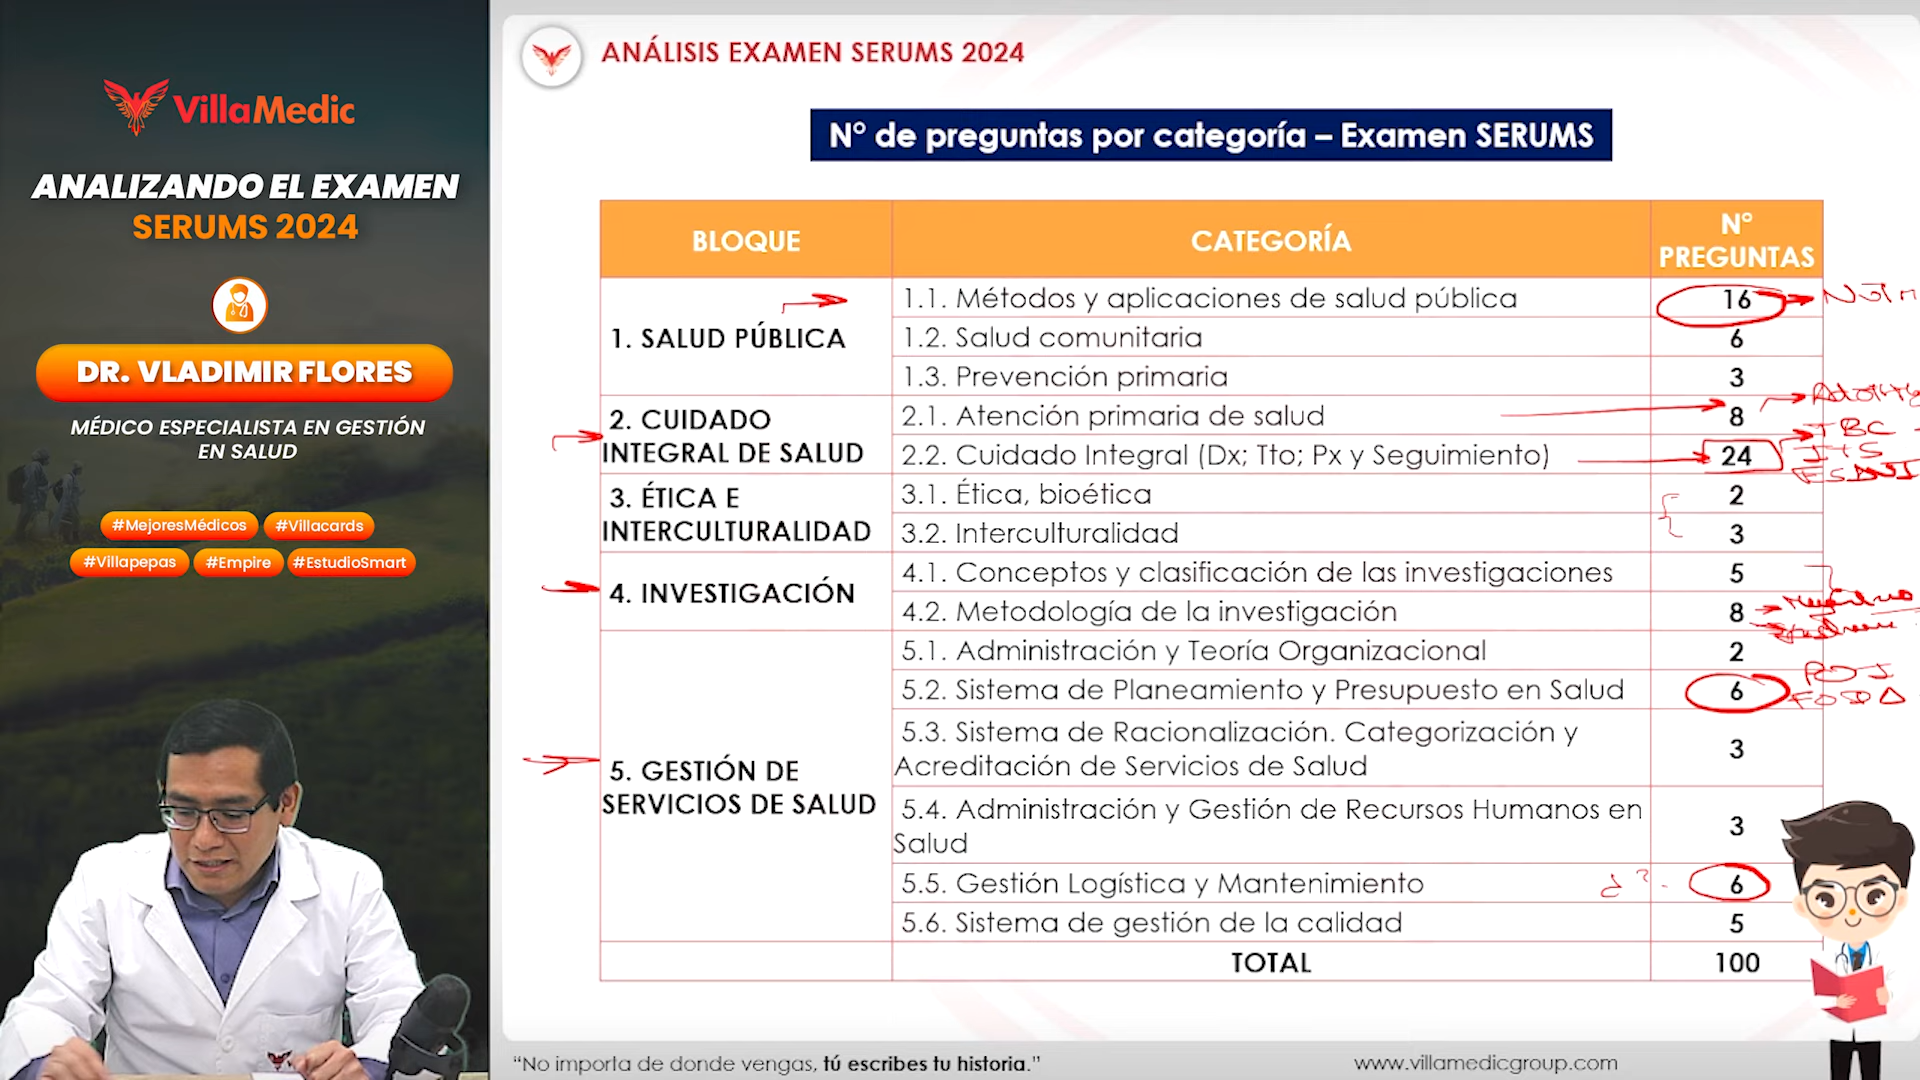 VillaMedic
ANALIZANDO EL EXAMEN
SERUMS 2024
DR. VLADIMIR FLORES
MÉDICO ESPECIALISTA EN GESTIÓN
EN SALUD
#MejoresMédicos #Villacards
#Villapepas #Empire #EstudioSmart
ANÁLISIS EXAMEN SERUMS 2024
N° de preguntas por categoría – Examen SERUMS
BLOQUE CATEGORÍA N° PREGUNTAS
1. SALUD PÚBLICA
1.1. Métodos y aplicaciones de salud pública 16
1.2. Salud comunitaria 6
1.3. Prevención primaria 3
2. CUIDADO
INTEGRAL DE SALUD
2.1. Atención primaria de salud 8
2.2. Cuidado Integral (Dx; Tto; Px y Seguimiento) 24
TBC
ITS
3. ÉTICA E
INTERCULTURALIDAD
3.1. Ética, bioética 2
3.2. Interculturalidad 3
4. INVESTIGACIÓN
4.1. Conceptos y clasificación de las investigaciones 5
4.2. Metodología de la investigación 8
5. GESTIÓN DE
SERVICIOS DE SALUD
5.1. Administración y Teoría Organizacional 2
5.2. Sistema de Planeamiento y Presupuesto en Salud 6
POI
FODA
5.3. Sistema de Racionalización. Categorización y
Acreditación de Servicios de Salud 3
5.4. Administración y Gestión de Recursos Humanos en
Salud 3
5.5. Gestión Logística y Mantenimiento 6
5.6. Sistema de gestión de la calidad 5
TOTAL 100
“No importa de donde vengas, tú escribes tu historia.”
www.villamedicgroup.com